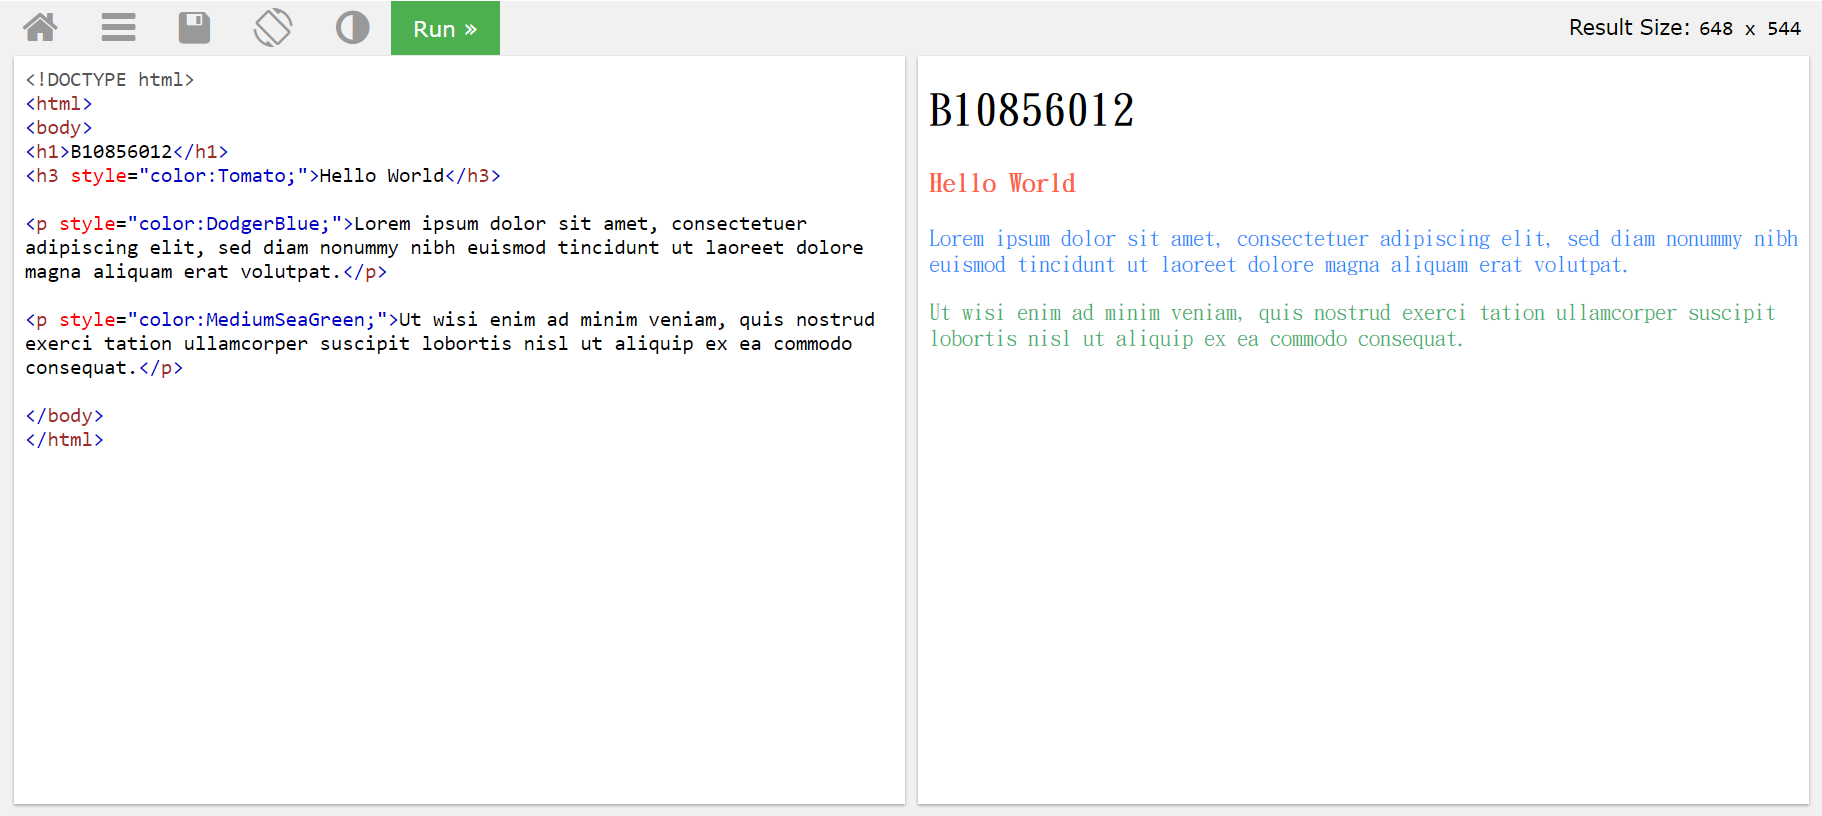 Run »
Result Size: 648 x 544
<!DOCTYPE html>
<html>
<body>
<h1>B10856012</h1>
<h3 style="color:Tomato;">Hello World</h3>
<p style="color:DodgerBlue;">Lorem ipsum dolor sit amet, consectetuer
adipiscing elit, sed diam nonummy nibh euismod tincidunt ut laoreet dolore
magna aliquam erat volutpat.</p>
<p style="color:MediumSeaGreen;">Ut wisi enim ad minim veniam, quis nostrud
exerci tation ullamcorper suscipit lobortis nisl ut aliquip ex ea commodo
consequat.</p>
</body>
</html>
B10856012
Hello World
Lorem ipsum dolor sit amet, consectetuer adipiscing elit, sed diam nonummy nibh
euismod tincidunt ut laoreet dolore magna aliquam erat volutpat.
Ut wisi enim ad minim veniam, quis nostrud exerci tation ullamcorper suscipit
lobortis nisl ut aliquip ex ea commodo consequat.